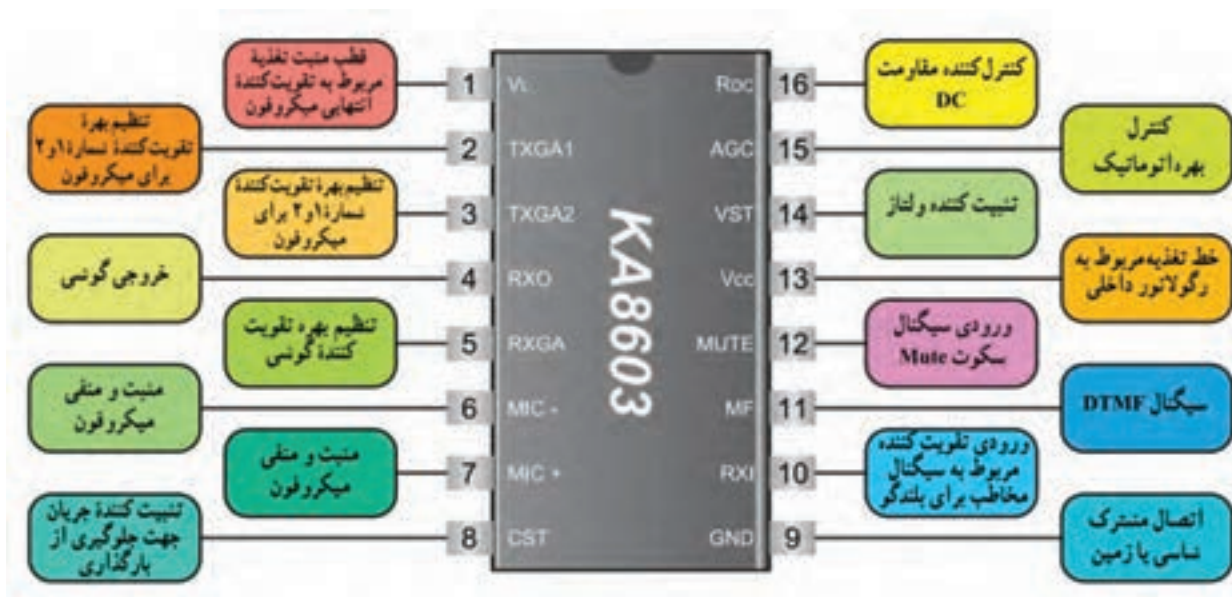 قطب مثبت تغذیهٔ
مربوط به تقویت‌کنندهٔ
انتهایی میکروفون
1
VL
تنظیم بهرهٔ
تقویت‌کنندهٔ شمارهٔ ۱ و ۲
برای میکروفون
2
TXGA1
تنظیم بهرهٔ تقویت‌کنندهٔ
شمارهٔ ۱ و ۲ برای
میکروفون
3
TXGA2
خروجی گوشی
4
RXO
تنظیم بهره تقویت
کنندهٔ گوشی
5
RXGA
مثبت و منفی
میکروفون
6
MIC -
مثبت و منفی
میکروفون
7
MIC +
تثبیت کنندهٔ جریان
جهت جلوگیری از
بارگذاری
8
CST
KA8603
Roc
16
کنترل‌کننده مقاومت
DC
AGC
15
کنترل
بهره اتوماتیک
VST
14
تثبیت کننده ولتاژ
Vcc
13
خط تغذیه مربوط به
رگولاتور داخلی
MUTE
12
ورودی سیگنال
سکوت Mute
MF
11
سیگنال DTMF
RXI
10
ورودی تقویت‌کننده
مربوط به سیگنال
مخاطب برای بلندگو
GND
9
اتصال مشترک
شاسی یا زمین